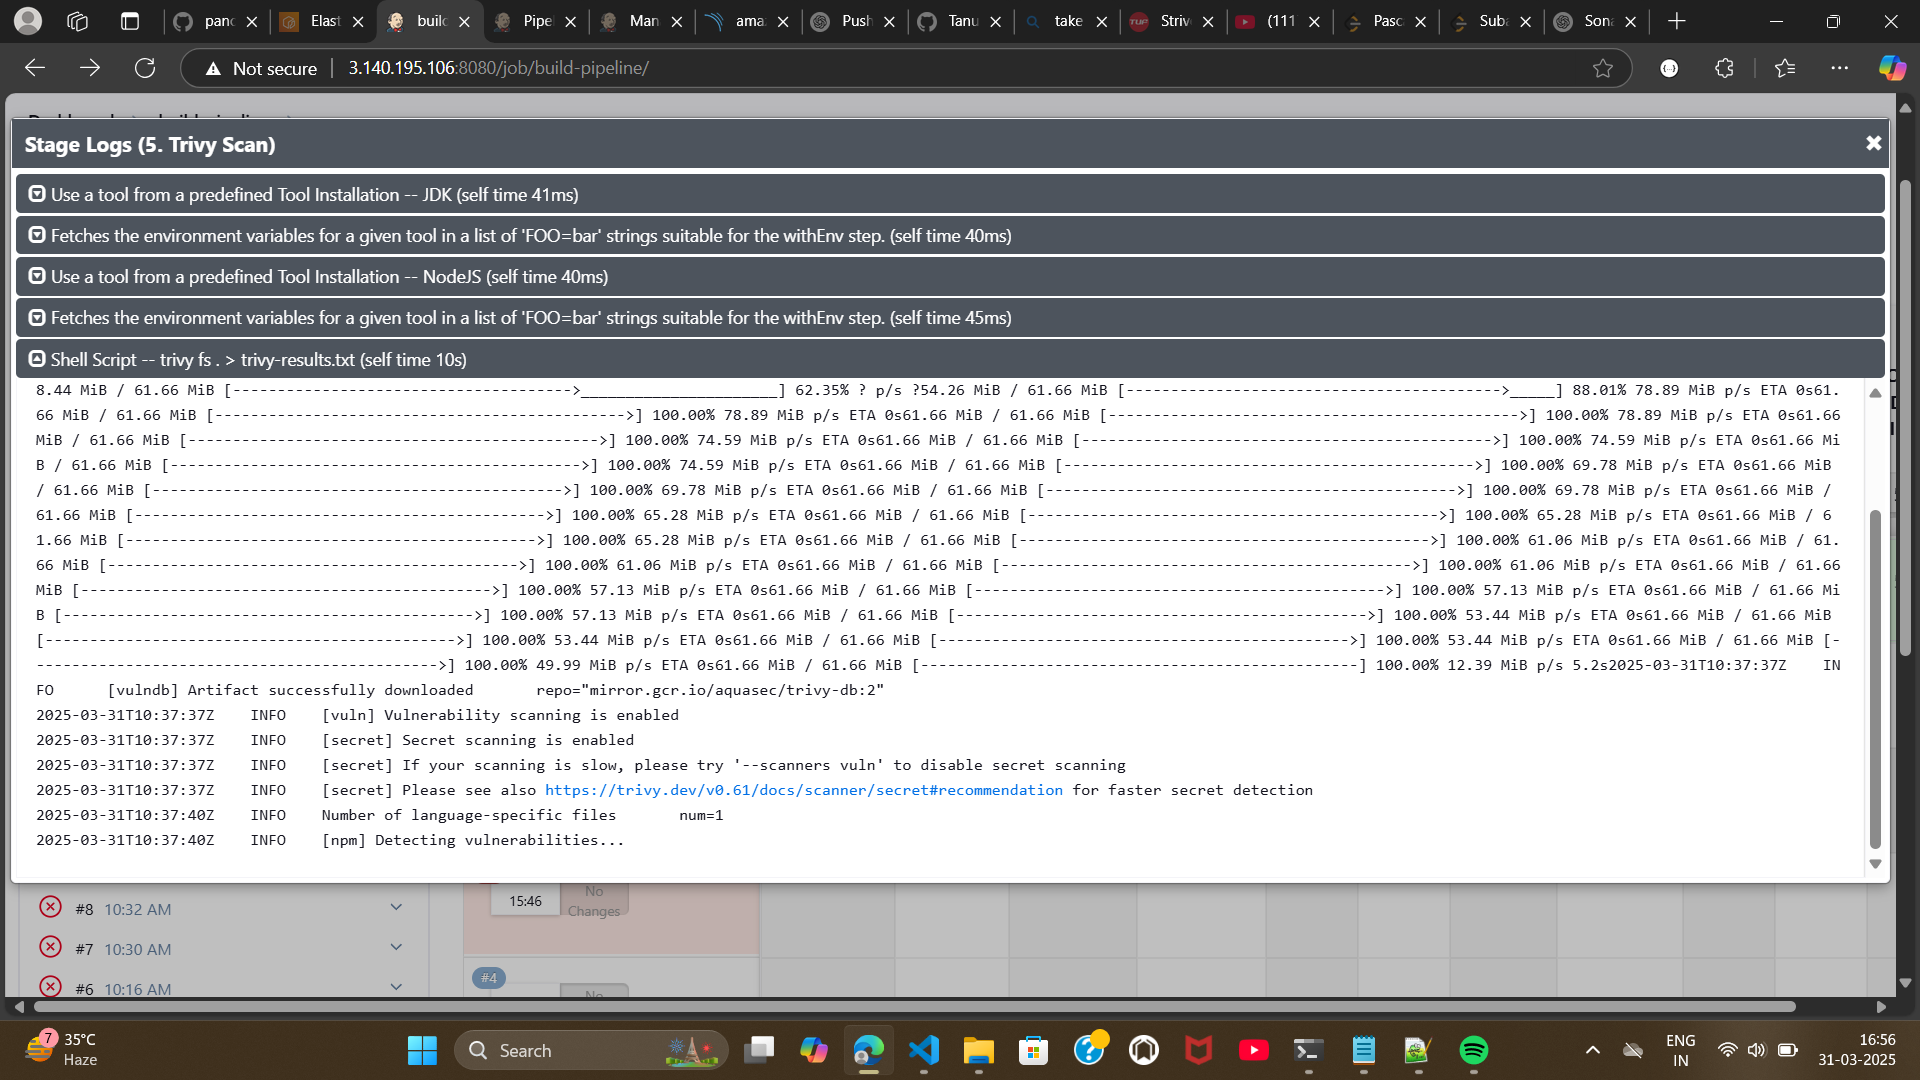 panc
Elast
builc
Pipel
Man
ama
Push
Tanu
take
Strive
(111
Pasca
Suba
Sona
Not secure
3.140.195.106:8080/job/build-pipeline/
Stage Logs (5. Trivy Scan)
Use a tool from a predefined Tool Installation -- JDK (self time 41ms)
Fetches the environment variables for a given tool in a list of 'FOO=bar' strings suitable for the withEnv step. (self time 40ms)
Use a tool from a predefined Tool Installation -- NodeJS (self time 40ms)
Fetches the environment variables for a given tool in a list of 'FOO=bar' strings suitable for the withEnv step. (self time 45ms)
Shell Script -- trivy fs . > trivy-results.txt (self time 10s)
8.44 MiB / 61.66 MiB [-------------------------------------->______________________] 62.35% ? p/s ?54.26 MiB / 61.66 MiB [------------------------------------------>_____] 88.01% 78.89 MiB p/s ETA 0s61.
66 MiB / 61.66 MiB [---------------------------------------------->] 100.00% 78.89 MiB p/s ETA 0s61.66 MiB / 61.66 MiB [---------------------------------------------->] 100.00% 78.89 MiB p/s ETA 0s61.66
MiB / 61.66 MiB [---------------------------------------------->] 100.00% 74.59 MiB p/s ETA 0s61.66 MiB / 61.66 MiB [---------------------------------------------->] 100.00% 74.59 MiB p/s ETA 0s61.66 Mi
B / 61.66 MiB [---------------------------------------------->] 100.00% 74.59 MiB p/s ETA 0s61.66 MiB / 61.66 MiB [---------------------------------------------->] 100.00% 69.78 MiB p/s ETA 0s61.66 MiB
/ 61.66 MiB [---------------------------------------------->] 100.00% 69.78 MiB p/s ETA 0s61.66 MiB / 61.66 MiB [---------------------------------------------->] 100.00% 69.78 MiB p/s ETA 0s61.66 MiB /
61.66 MiB [---------------------------------------------->] 100.00% 65.28 MiB p/s ETA 0s61.66 MiB / 61.66 MiB [---------------------------------------------->] 100.00% 65.28 MiB p/s ETA 0s61.66 MiB / 6
1.66 MiB [---------------------------------------------->] 100.00% 65.28 MiB p/s ETA 0s61.66 MiB / 61.66 MiB [---------------------------------------------->] 100.00% 61.06 MiB p/s ETA 0s61.66 MiB / 61.
66 MiB [---------------------------------------------->] 100.00% 61.06 MiB p/s ETA 0s61.66 MiB / 61.66 MiB [---------------------------------------------->] 100.00% 61.06 MiB p/s ETA 0s61.66 MiB / 61.66
MiB [---------------------------------------------->] 100.00% 57.13 MiB p/s ETA 0s61.66 MiB / 61.66 MiB [---------------------------------------------->] 100.00% 57.13 MiB p/s ETA 0s61.66 MiB / 61.66 Mi
B [---------------------------------------------->] 100.00% 57.13 MiB p/s ETA 0s61.66 MiB / 61.66 MiB [---------------------------------------------->] 100.00% 53.44 MiB p/s ETA 0s61.66 MiB / 61.66 MiB
[---------------------------------------------->] 100.00% 53.44 MiB p/s ETA 0s61.66 MiB / 61.66 MiB [---------------------------------------------->] 100.00% 53.44 MiB p/s ETA 0s61.66 MiB / 61.66 MiB [-
--------------------------------------------->] 100.00% 49.99 MiB p/s ETA 0s61.66 MiB / 61.66 MiB [-------------------------------------------------] 100.00% 12.39 MiB p/s 5.2s2025-03-31T10:37:37Z IN
FO [vulndb] Artifact successfully downloaded repo="mirror.gcr.io/aquasec/trivy-db:2"
2025-03-31T10:37:37Z INFO [vuln] Vulnerability scanning is enabled
2025-03-31T10:37:37Z INFO [secret] Secret scanning is enabled
2025-03-31T10:37:37Z INFO [secret] If your scanning is slow, please try '--scanners vuln' to disable secret scanning
2025-03-31T10:37:37Z INFO [secret] Please see also https://trivy.dev/v0.61/docs/scanner/secret#recommendation for faster secret detection
2025-03-31T10:37:40Z INFO Number of language-specific files num=1
2025-03-31T10:37:40Z INFO [npm] Detecting vulnerabilities...
#8 10:32 AM
#7 10:30 AM
#6 10:16 AM
15:46
No
Changes
#4
No
7
35°C
Haze
Search
ENG
IN
16:56
31-03-2025